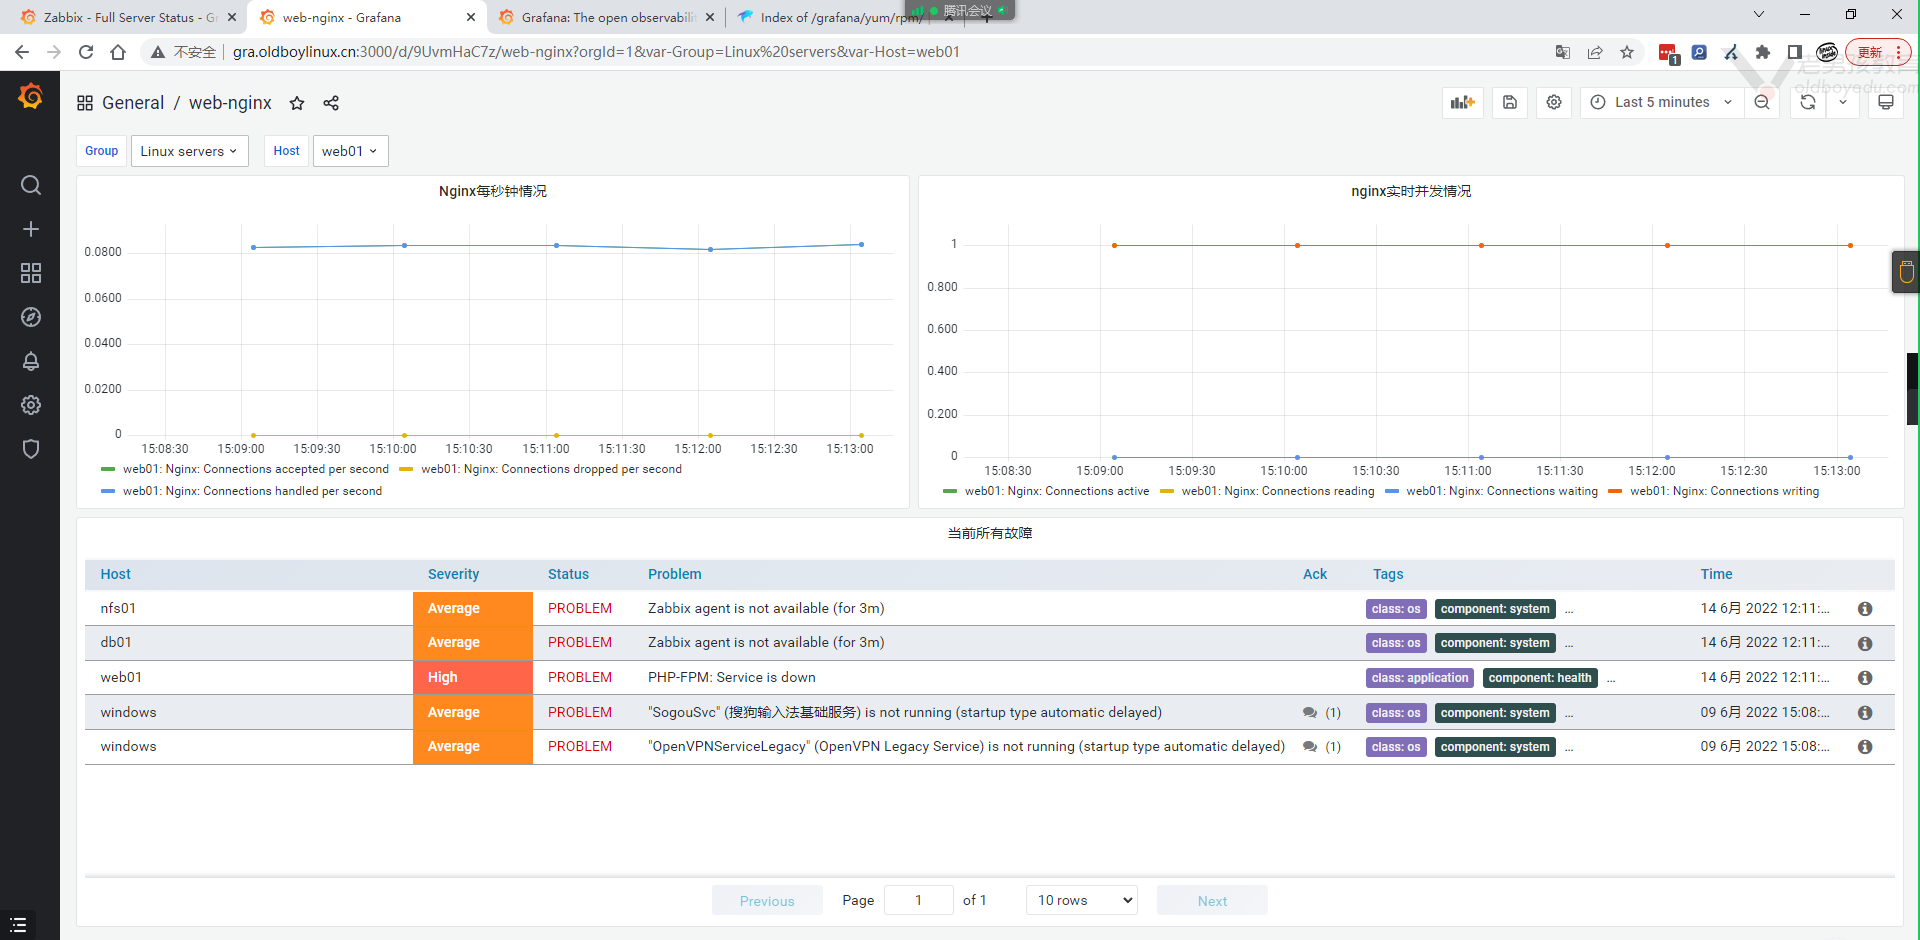 腾讯会议
Zabbix - Full Server Status - Gr
web-nginx - Grafana
Grafana: The open observabilit
Index of /grafana/yum/rpm/
不安全 gra.oldboylinux.cn:3000/d/9UvmHaC7z/web-nginx?orgId=1&var-Group=Linux%20servers&var-Host=web01
1
更新
老男孩教育
oldboyedu.com
General / web-nginx
Last 5 minutes
Group Linux servers Host web01
Nginx每秒钟情况
0.0800
0.0600
0.0400
0.0200
0
15:08:30 15:09:00 15:09:30 15:10:00 15:10:30 15:11:00 15:11:30 15:12:00 15:12:30 15:13:00
web01: Nginx: Connections accepted per second web01: Nginx: Connections dropped per second
web01: Nginx: Connections handled per second
nginx实时并发情况
1
0.800
0.600
0.400
0.200
0
15:08:30 15:09:00 15:09:30 15:10:00 15:10:30 15:11:00 15:11:30 15:12:00 15:12:30 15:13:00
web01: Nginx: Connections active web01: Nginx: Connections reading web01: Nginx: Connections waiting web01: Nginx: Connections writing
当前所有故障
Host Severity Status Problem Ack Tags Time
nfs01 Average PROBLEM Zabbix agent is not available (for 3m) class: os component: system ... 14 6月 2022 12:11:...
db01 Average PROBLEM Zabbix agent is not available (for 3m) class: os component: system ... 14 6月 2022 12:11:...
web01 High PROBLEM PHP-FPM: Service is down class: application component: health ... 14 6月 2022 12:11:...
windows Average PROBLEM "SogouSvc" (搜狗输入法基础服务) is not running (startup type automatic delayed) (1) class: os component: system ... 09 6月 2022 15:08:...
windows Average PROBLEM "OpenVPNServiceLegacy" (OpenVPN Legacy Service) is not running (startup type automatic delayed) (1) class: os component: system ... 09 6月 2022 15:08:...
Previous Page 1 of 1 10 rows Next